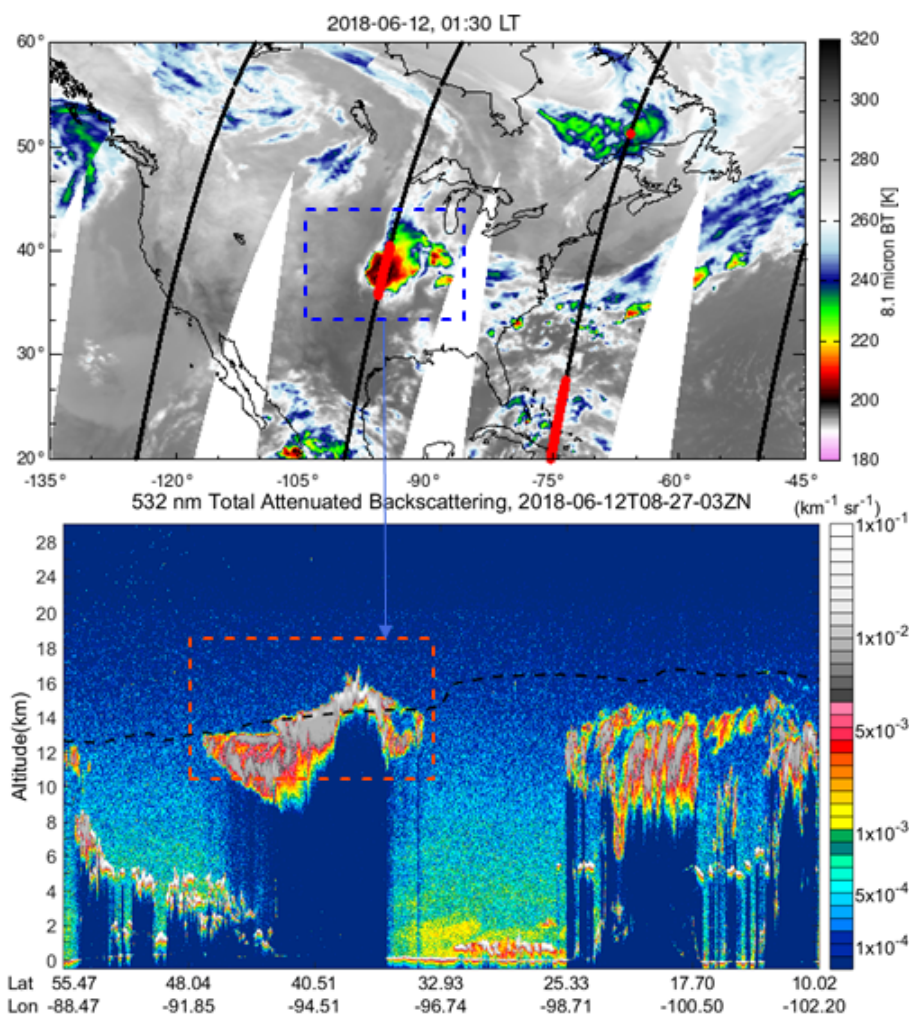 2018-06-12, 01:30 LT
60°
50°
40°
30°
20°
-135 -120 -105 -90 -75 -60 -45
320
300
280
260
240
220
200
180
8.1 micron BT [K]
532 nm Total Attenuated Backscattering, 2018-06-12T08-27-03ZN
(km⁻¹ sr⁻¹)
28
24
20
18
16
14
12
10
8
6
4
2
0
Altitude(km)
1x10⁻¹
1x10⁻²
5x10⁻³
1x10⁻³
5x10⁻⁴
1x10⁻⁴
Lat 55.47 48.04 40.51 32.93 25.33 17.70 10.02
Lon -88.47 -91.85 -94.51 -96.74 -98.71 -100.50 -102.20